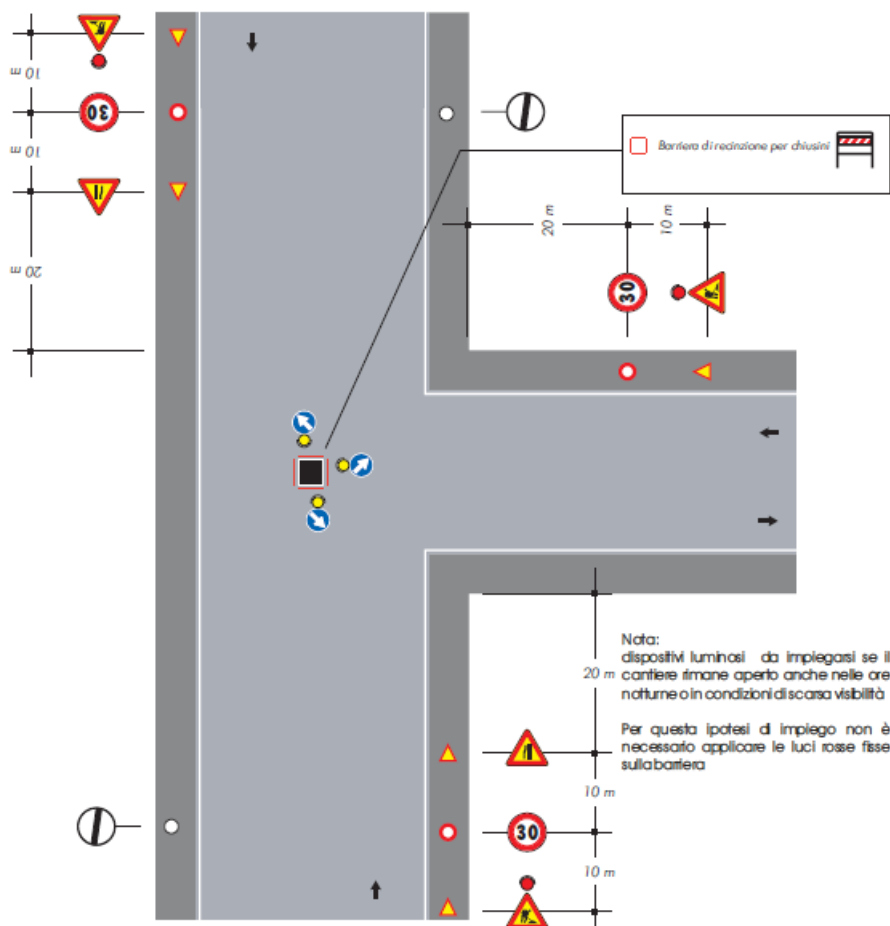 10 m
30
10 m
20 m
Barriera di recinzione per chiusini
20 m
10 m
30
Nota:
dispositivi luminosi da impiegarsi se il
20 m
cantiere rimane aperto anche nelle ore
notturne o in condizioni di scarsa visibilità
Per questa ipotesi di impiego non è
necessario applicare le luci rosse fisse
sulla barriera
10 m
30
10 m